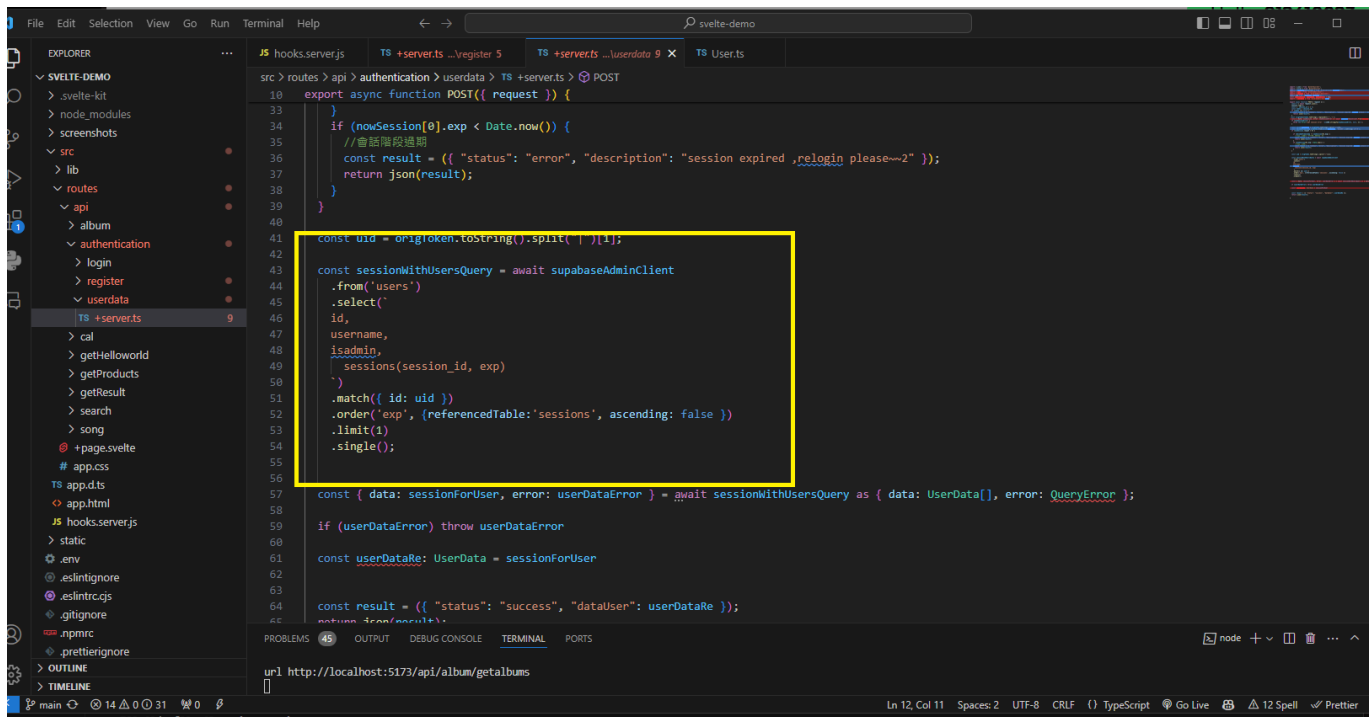 File Edit Selection View Go Run Terminal Help
svelte-demo
EXPLORER
SVELTE-DEMO
.svelte-kit
node_modules
screenshots
src
lib
routes
api
album
authentication
login
register
userdata
TS +server.ts 9
cal
getHelloworld
getProducts
getResult
search
song
+page.svelte
# app.css
TS app.d.ts
<> app.html
JS hooks.server.js
static
.env
.eslintignore
.eslintrc.cjs
.gitignore
.npmrc
.prettierignore
OUTLINE
TIMELINE
JS hooks.server.js TS +server.ts ...\register 5 TS +server.ts ...\userdata 9 TS User.ts
src > routes > api > authentication > userdata > TS +server.ts > POST
10 export async function POST({ request }) {
33 }
34 if (nowSession[0].exp < Date.now()) {
35 //會話階段過期
36 const result = ({ "status": "error", "description": "session expired ,relogin please~~2" });
37 return json(result);
38 }
39 }
40
41 const uid = origToken.toString().split("|")[1];
42
43 const sessionWithUsersQuery = await supabaseAdminClient
44 .from('users')
45 .select(`
46 id,
47 username,
48 isadmin,
49 sessions(session_id, exp)
50 `)
51 .match({ id: uid })
52 .order('exp', {referencedTable:'sessions', ascending: false })
53 .limit(1)
54 .single();
55
56
57 const { data: sessionForUser, error: userDataError } = await sessionWithUsersQuery as { data: UserData[], error: QueryError };
58
59 if (userDataError) throw userDataError
60
61 const userDataRe: UserData = sessionForUser
62
63
64 const result = ({ "status": "success", "dataUser": userDataRe });
65 return json(result);
PROBLEMS 45 OUTPUT DEBUG CONSOLE TERMINAL PORTS
node
url http://localhost:5173/api/album/getalbums
main 14 0 31 0 Ln 12, Col 11 Spaces: 2 UTF-8 CRLF {} TypeScript Go Live 12 Spell Prettier